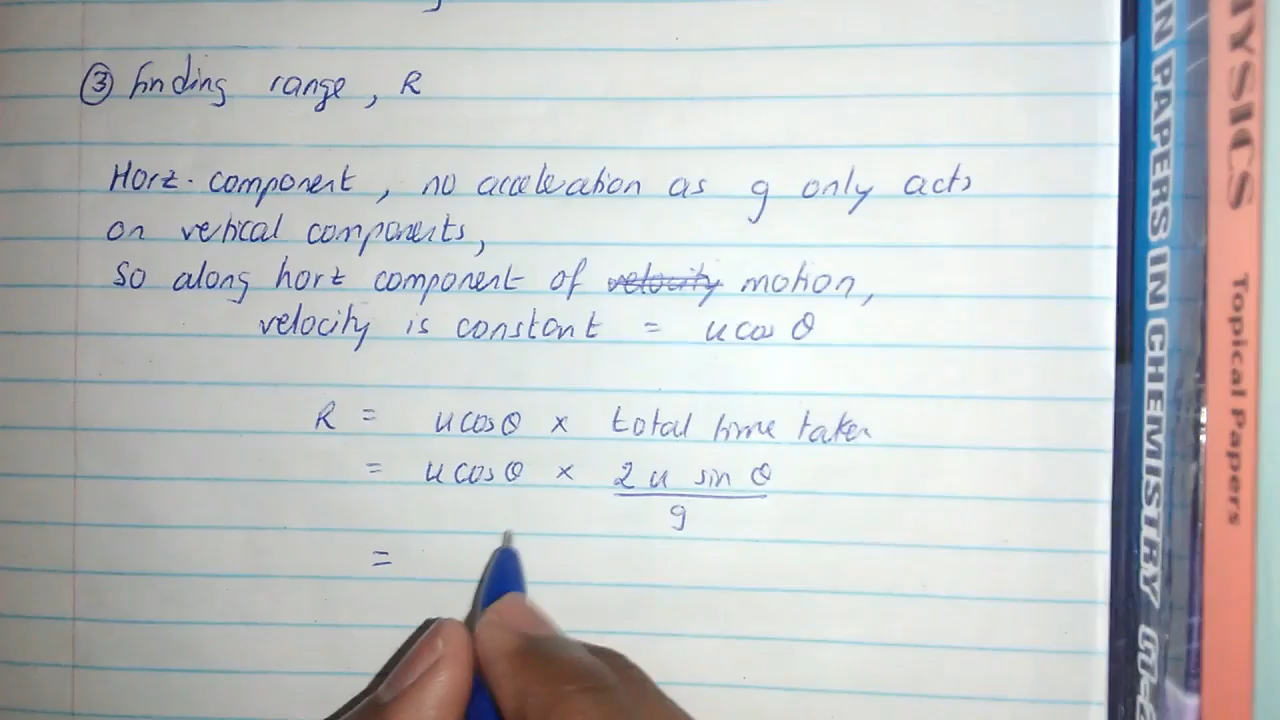 ③ finding range, R
Horz. component, no acceleration as g only acts
on vertical components,
so along horz component of velocity motion,
velocity is constant = u cos θ
R = u cos θ × total time taken
= u cos θ × 2 u sin θ
g
=
N PAPERS IN CHEMISTRY
YSICS Topical Papers